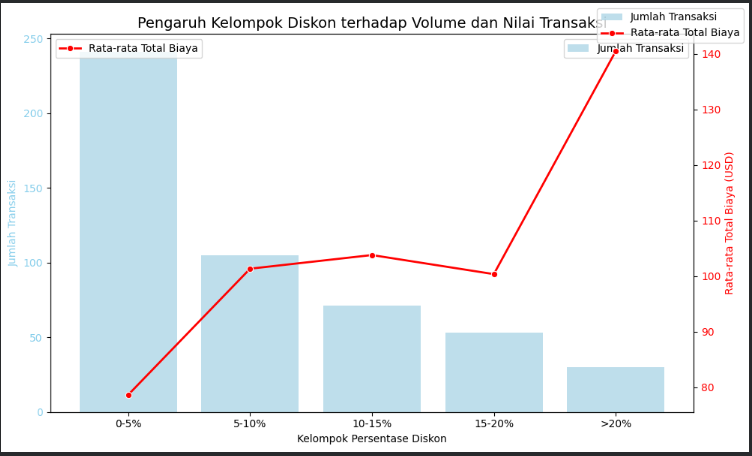 Pengaruh Kelompok Diskon terhadap Volume dan Nilai Transaksi
Jumlah Transaksi
Rata-rata Total Biaya
Rata-rata Total Biaya
Jumlah Transaksi
250
200
150
100
50
0
Jumlah Transaksi
140
130
120
110
100
90
80
Rata-rata Total Biaya (USD)
0-5%
5-10%
10-15%
15-20%
>20%
Kelompok Persentase Diskon